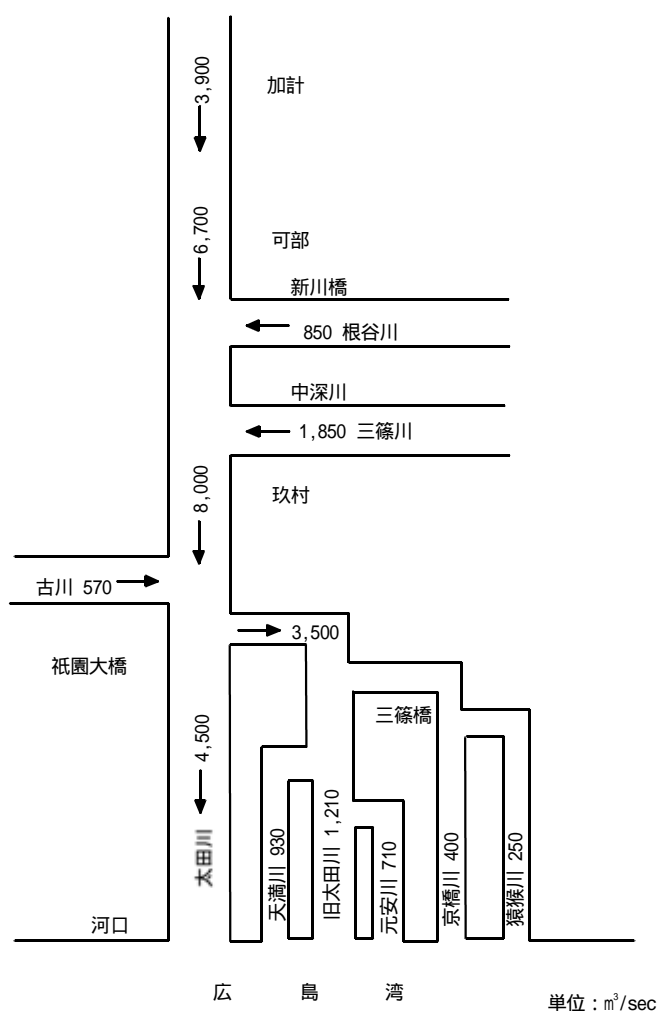 3,900
加計
6,700
可部
新川橋
850 根谷川
中深川
1,850 三篠川
8,000
玖村
古川 570
3,500
祇園大橋
三篠橋
4,500
太田川
天満川 930
旧太田川 1,210
元安川 710
京橋川 400
猿猴川 250
河口
広島湾
単位：m³/sec